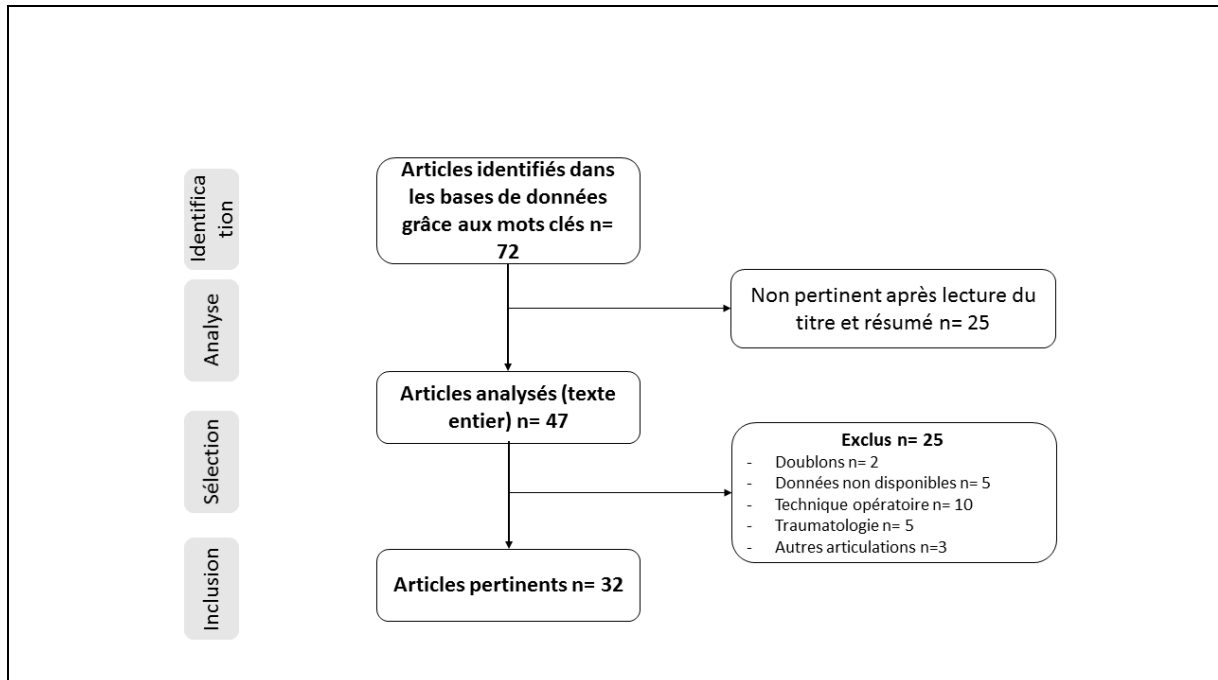 Identifica
tion
Articles identifiés dans
les bases de données
grâce aux mots clés n=
72
Analyse
Non pertinent après lecture du
titre et résumé n= 25
Articles analysés (texte
entier) n= 47
Sélection
Exclus n= 25
- Doublons n= 2
- Données non disponibles n= 5
- Technique opératoire n= 10
- Traumatologie n= 5
- Autres articulations n=3
Inclusion
Articles pertinents n= 32